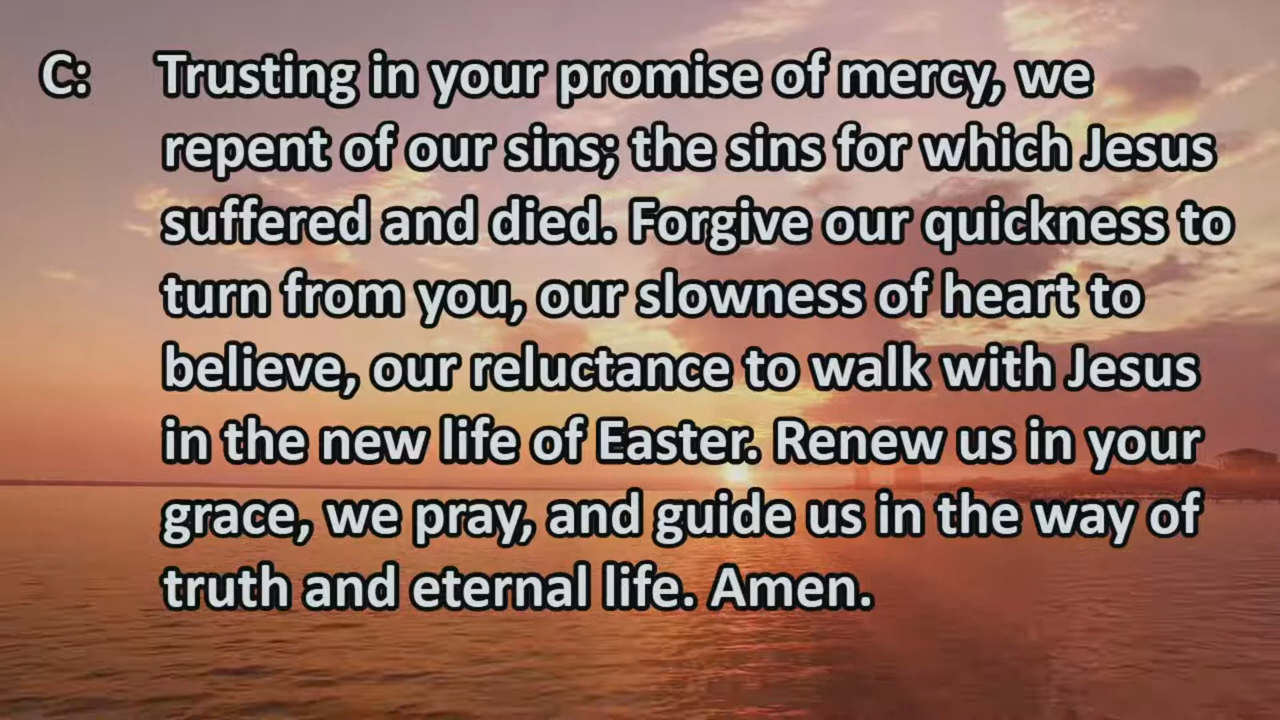 C: Trusting in your promise of mercy, we
repent of our sins; the sins for which Jesus
suffered and died. Forgive our quickness to
turn from you, our slowness of heart to
believe, our reluctance to walk with Jesus
in the new life of Easter. Renew us in your
grace, we pray, and guide us in the way of
truth and eternal life. Amen.